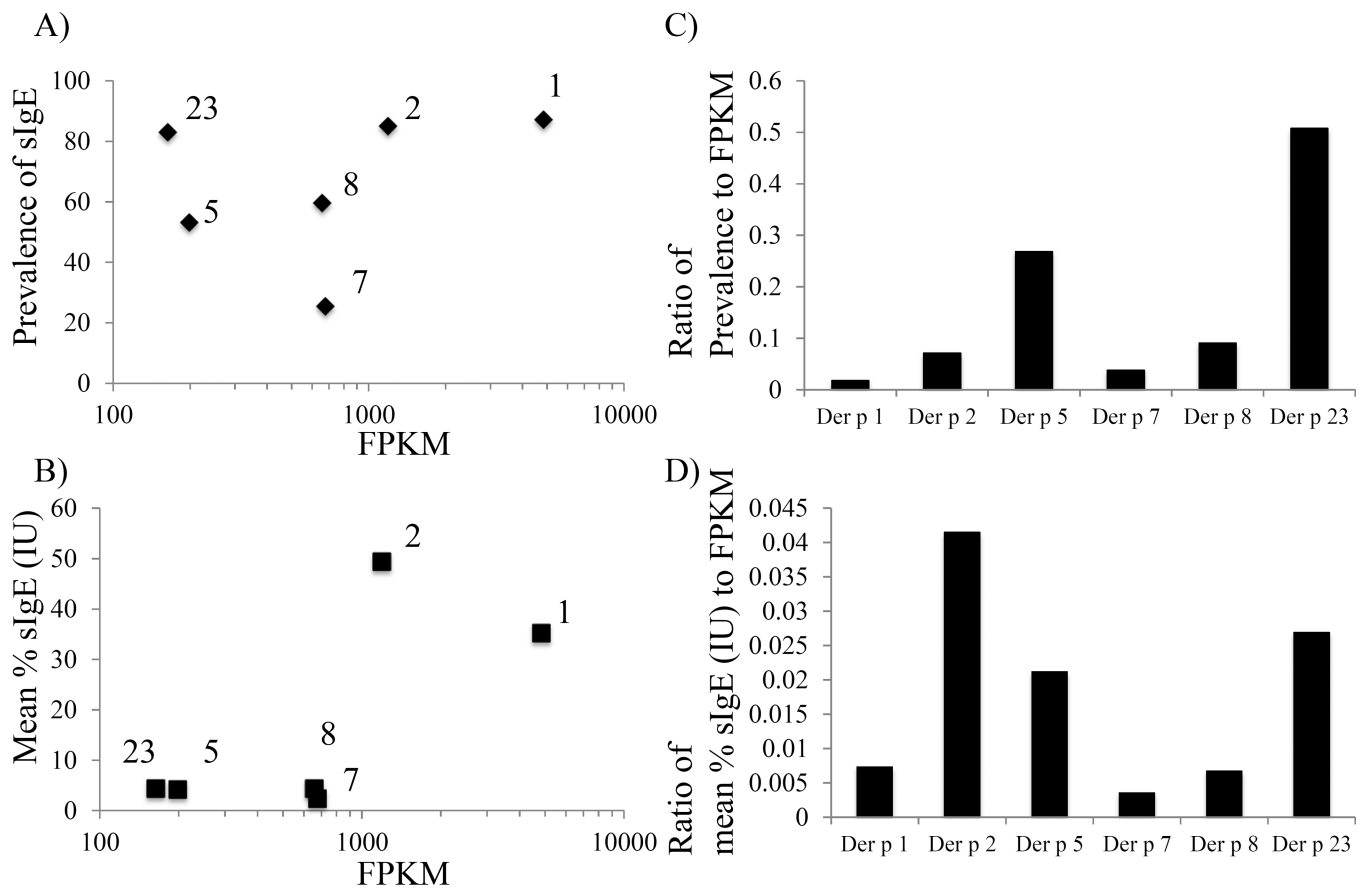 A)
Prevalence of sIgE
100
80
60
40
20
0
23
5
8
7
2
1
100
1000
10000
FPKM
B)
Mean % sIgE (IU)
60
50
40
30
20
10
0
23
5
8
7
2
1
100
1000
10000
FPKM
C)
Ratio of
Prevalence to FPKM
0.6
0.5
0.4
0.3
0.2
0.1
0
Der p 1
Der p 2
Der p 5
Der p 7
Der p 8
Der p 23
D)
Ratio of
mean % sIgE (IU) to FPKM
0.045
0.04
0.035
0.03
0.025
0.02
0.015
0.01
0.005
0
Der p 1
Der p 2
Der p 5
Der p 7
Der p 8
Der p 23